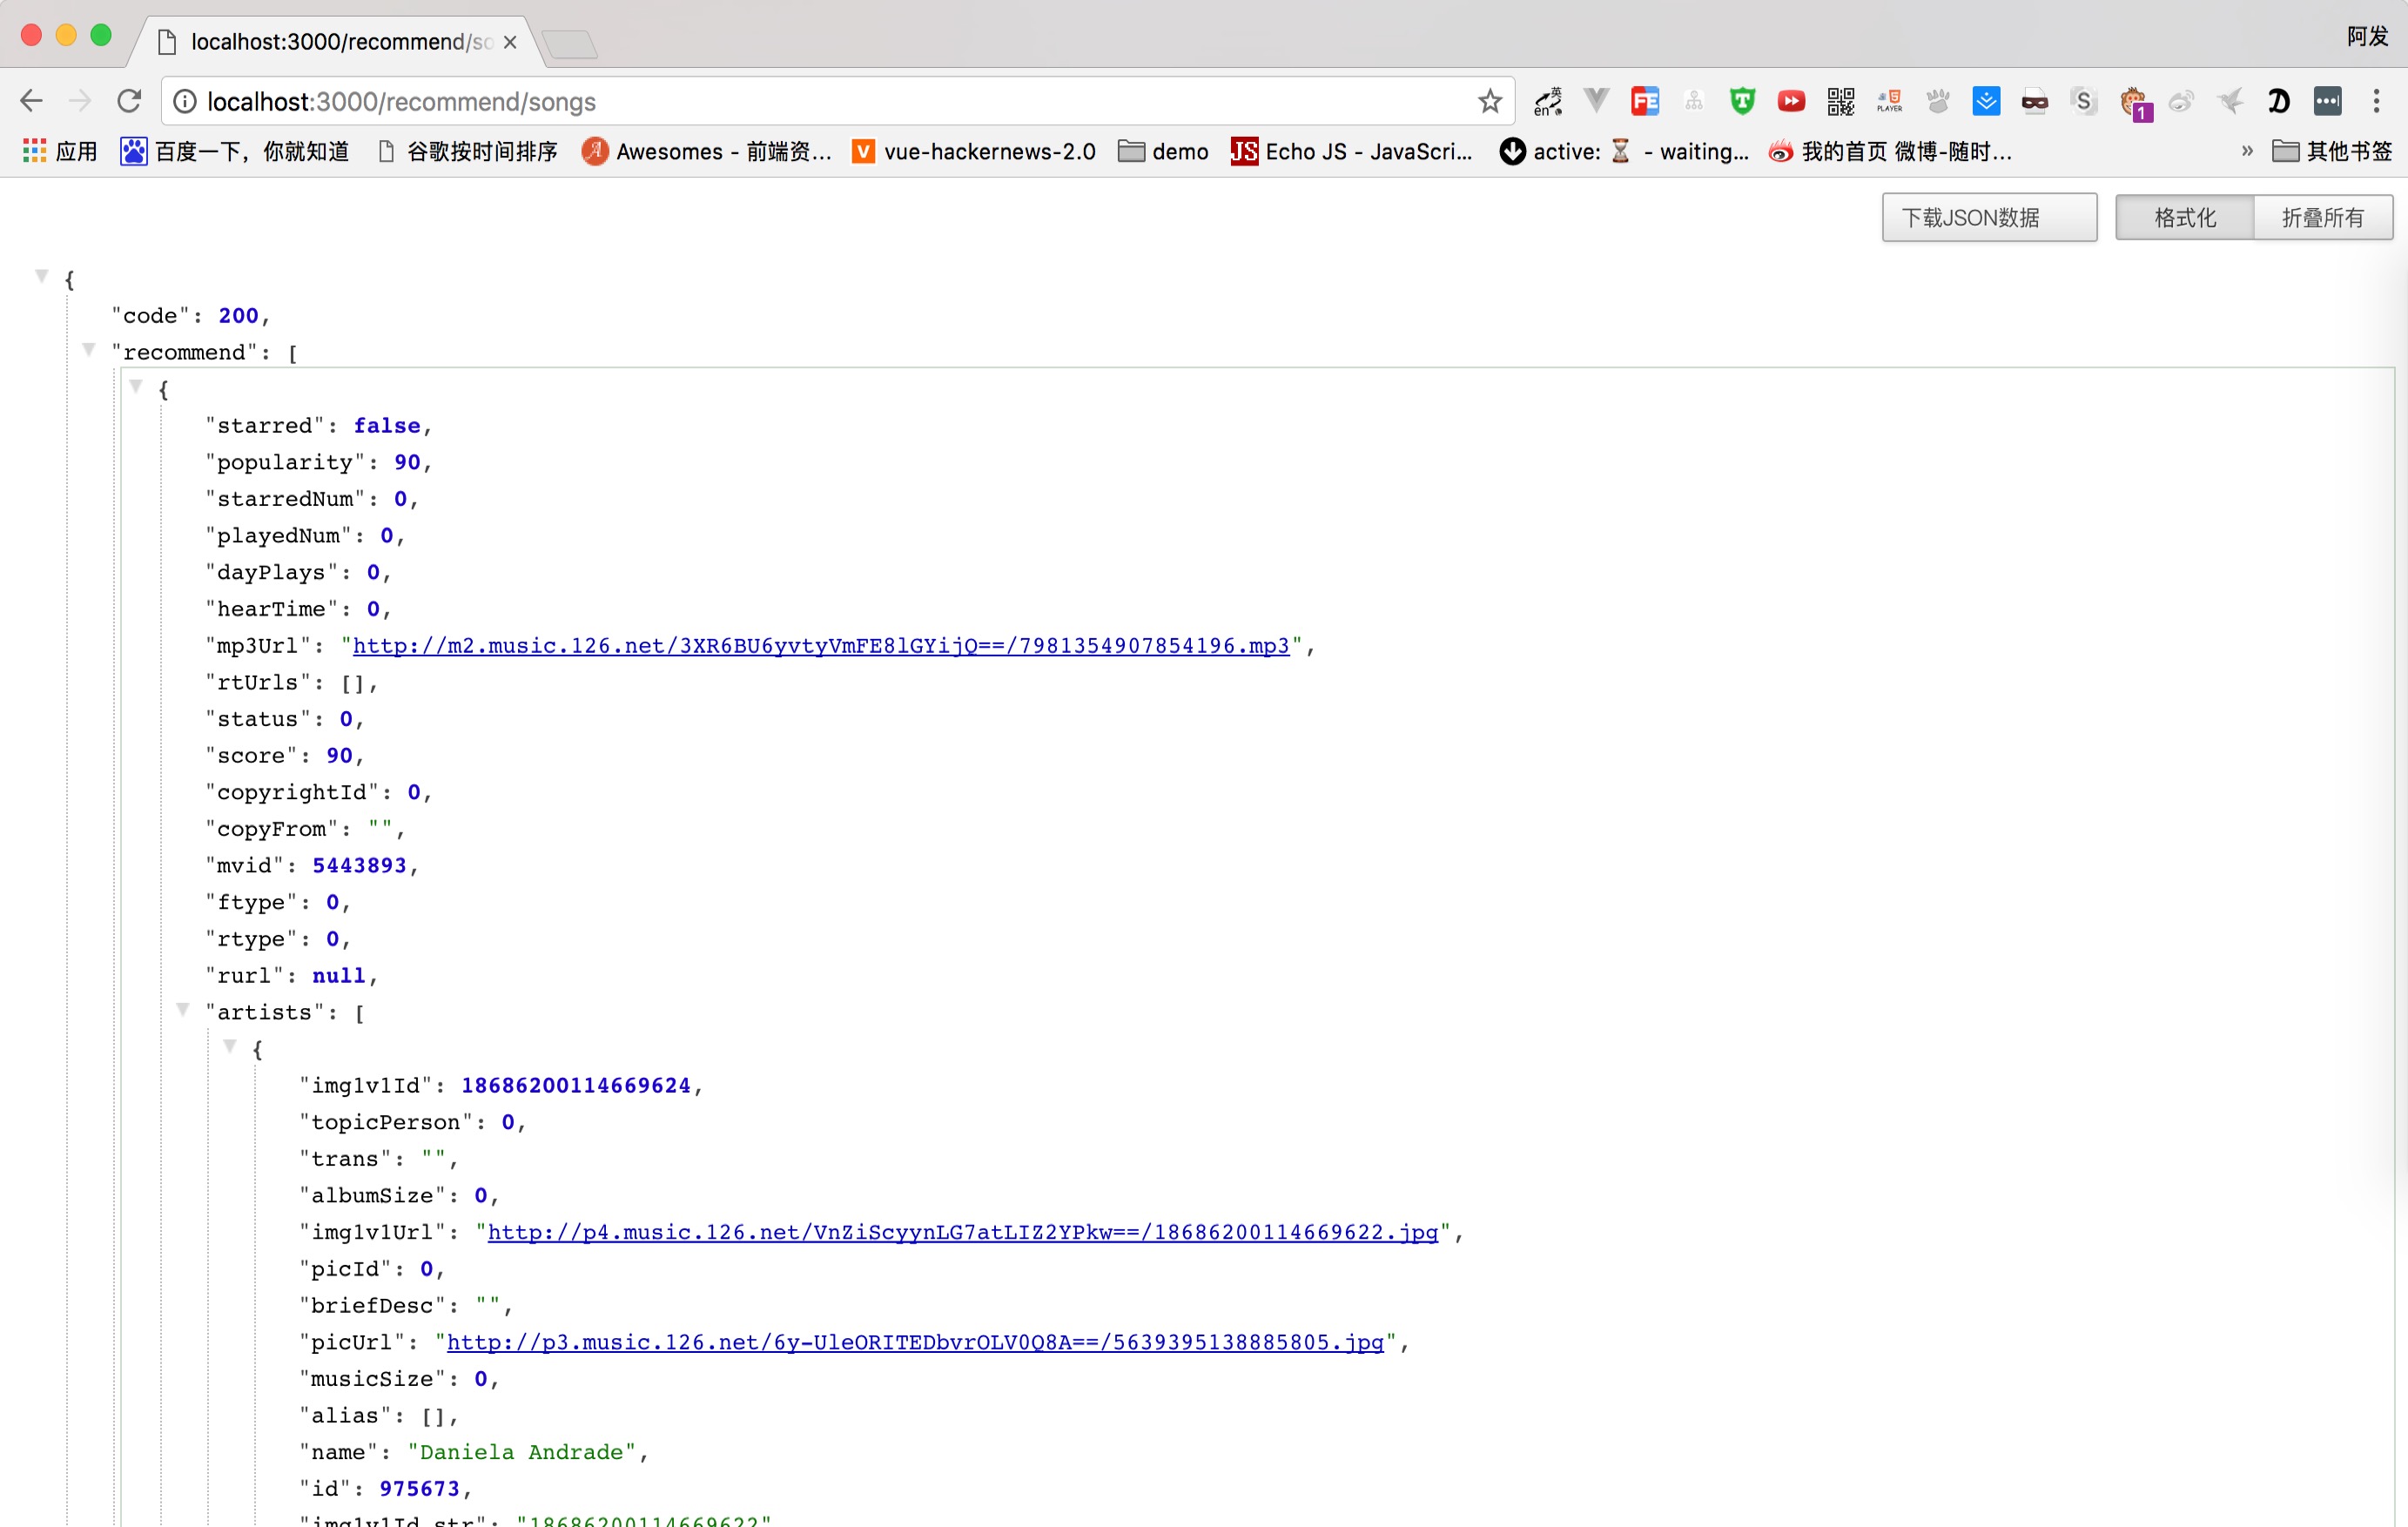 localhost:3000/recommend/so
阿发
localhost:3000/recommend/songs
英 en FE T PLAYER S 1 D
应用 百度一下，你就知道 谷歌按时间排序 Awesomes - 前端资... V vue-hackernews-2.0 demo JS Echo JS - JavaScri... active: ⏳ - waiting... 我的首页 微博-随时... » 其他书签
下载JSON数据 格式化 折叠所有
{
"code": 200,
"recommend": [
{
"starred": false,
"popularity": 90,
"starredNum": 0,
"playedNum": 0,
"dayPlays": 0,
"hearTime": 0,
"mp3Url": "http://m2.music.126.net/3XR6BU6yvtyVmFE8lGYijQ==/7981354907854196.mp3",
"rtUrls": [],
"status": 0,
"score": 90,
"copyrightId": 0,
"copyFrom": "",
"mvid": 5443893,
"ftype": 0,
"rtype": 0,
"rurl": null,
"artists": [
{
"img1v1Id": 18686200114669624,
"topicPerson": 0,
"trans": "",
"albumSize": 0,
"img1v1Url": "http://p4.music.126.net/VnZiScyynLG7atLIZ2YPkw==/18686200114669622.jpg",
"picId": 0,
"briefDesc": "",
"picUrl": "http://p3.music.126.net/6y-UleORITEDbvrOLV0Q8A==/5639395138885805.jpg",
"musicSize": 0,
"alias": [],
"name": "Daniela Andrade",
"id": 975673,
"img1v1Id_str": "18686200114669622"